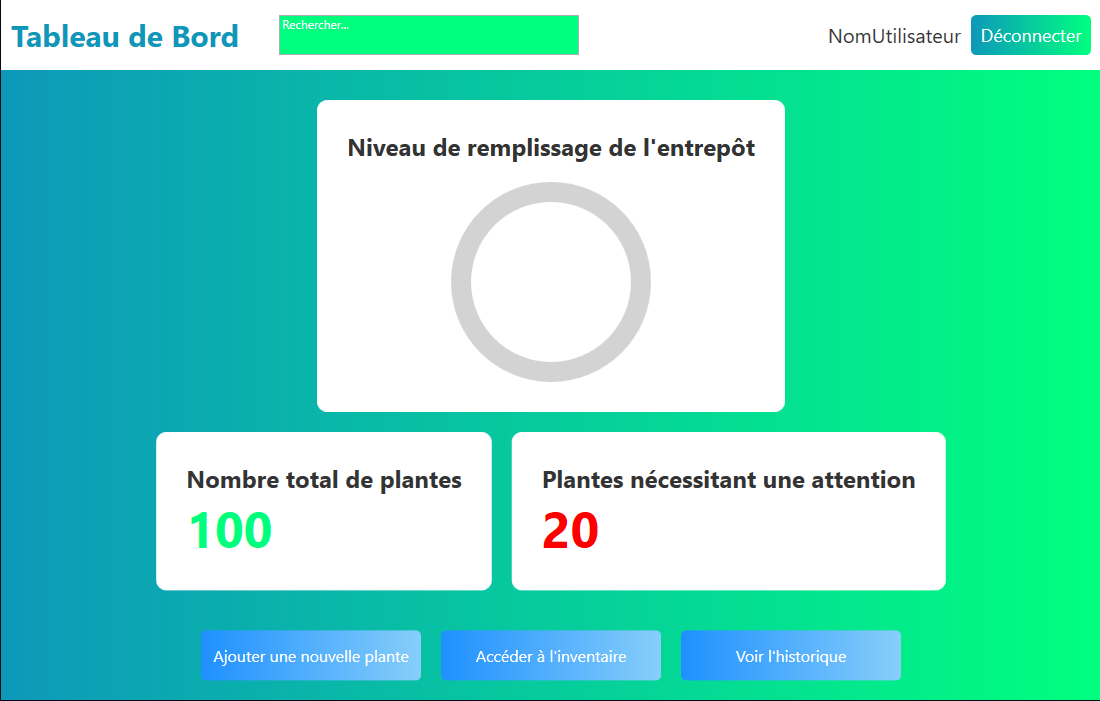 Tableau de Bord
Rechercher...
NomUtilisateur
Déconnecter
Niveau de remplissage de l'entrepôt
Nombre total de plantes
100
Plantes nécessitant une attention
20
Ajouter une nouvelle plante
Accéder à l'inventaire
Voir l'historique